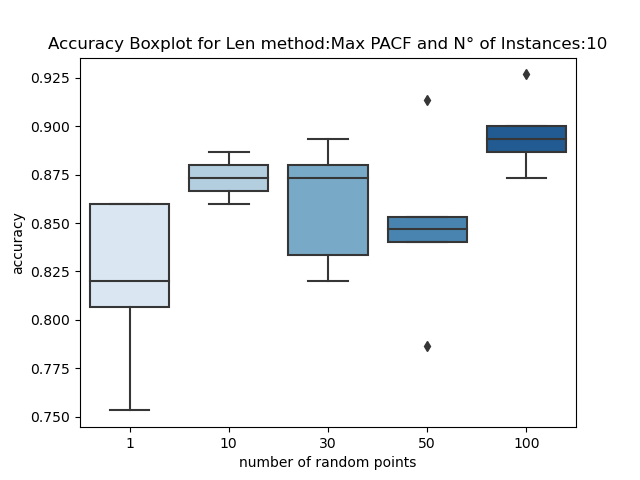 Accuracy Boxplot for Len method:Max PACF and N° of Instances:10
0.925
0.900
0.875
0.850
0.825
0.800
0.775
0.750
accuracy
1 10 30 50 100
number of random points